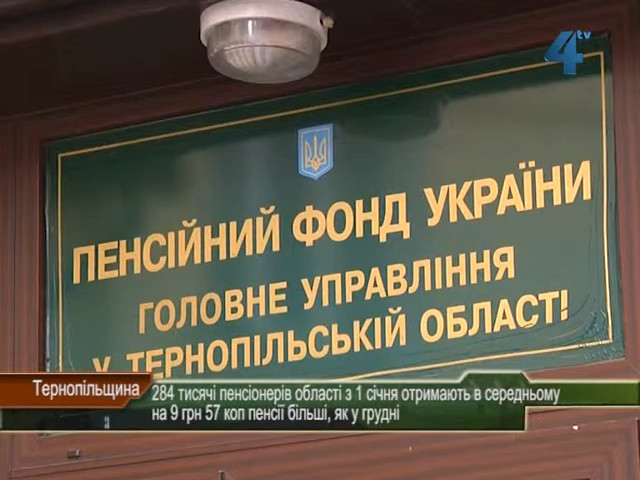 4tv
ПЕНСІЙНИЙ ФОНД УКРАЇНИ
ГОЛОВНЕ УПРАВЛІННЯ
У ТЕРНОПІЛЬСЬКІЙ ОБЛАСТІ
Тернопільщина
284 тисячі пенсіонерів області з 1 січня отримають в середньому
на 9 грн 57 коп пенсії більші, як у грудні